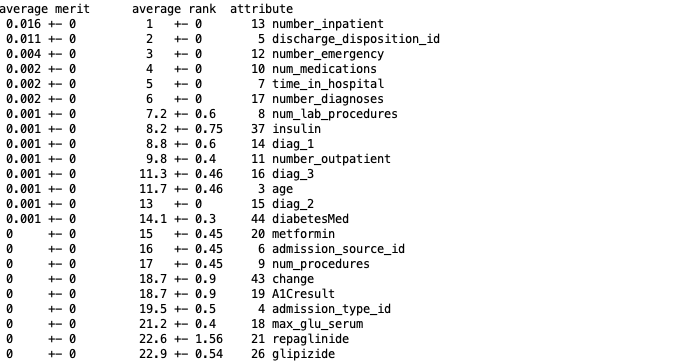 average merit average rank attribute
0.016 +- 0 1 +- 0 13 number_inpatient
0.011 +- 0 2 +- 0 5 discharge_disposition_id
0.004 +- 0 3 +- 0 12 number_emergency
0.002 +- 0 4 +- 0 10 num_medications
0.002 +- 0 5 +- 0 7 time_in_hospital
0.002 +- 0 6 +- 0 17 number_diagnoses
0.001 +- 0 7.2 +- 0.6 8 num_lab_procedures
0.001 +- 0 8.2 +- 0.75 37 insulin
0.001 +- 0 8.8 +- 0.6 14 diag_1
0.001 +- 0 9.8 +- 0.4 11 number_outpatient
0.001 +- 0 11.3 +- 0.46 16 diag_3
0.001 +- 0 11.7 +- 0.46 3 age
0.001 +- 0 13 +- 0 15 diag_2
0.001 +- 0 14.1 +- 0.3 44 diabetesMed
0 +- 0 15 +- 0.45 20 metformin
0 +- 0 16 +- 0.45 6 admission_source_id
0 +- 0 17 +- 0.45 9 num_procedures
0 +- 0 18.7 +- 0.9 43 change
0 +- 0 18.7 +- 0.9 19 A1Cresult
0 +- 0 19.5 +- 0.5 4 admission_type_id
0 +- 0 21.2 +- 0.4 18 max_glu_serum
0 +- 0 22.6 +- 1.56 21 repaglinide
0 +- 0 22.9 +- 0.54 26 glipizide